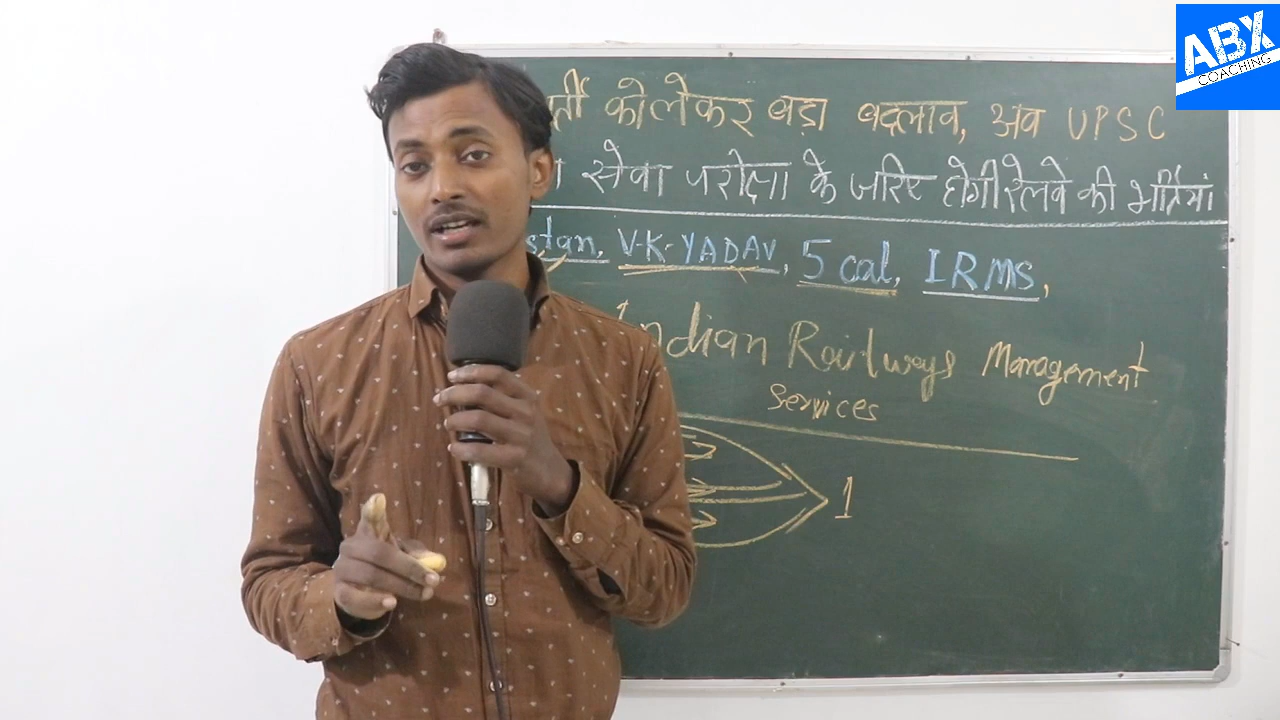 ABX
COACHING
र्ती को लेकर बड़ा बदलाव, अब UPSC
सेवा परीक्षा के जरिए होगी रेलवे की भर्तियां
stan, V.K. YADAV, 5 cal, IRMS,
Indian Railways Management
Services
1